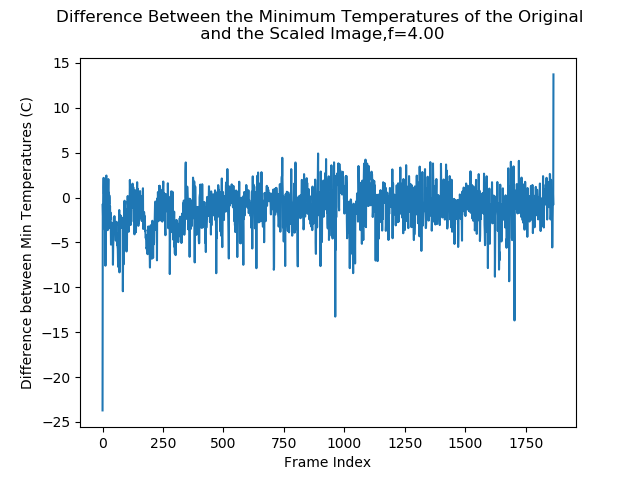 Difference Between the Minimum Temperatures of the Original
and the Scaled Image,f=4.00
Difference between Min Temperatures (C)
15
10
5
0
−5
−10
−15
−20
−25
0 250 500 750 1000 1250 1500 1750
Frame Index